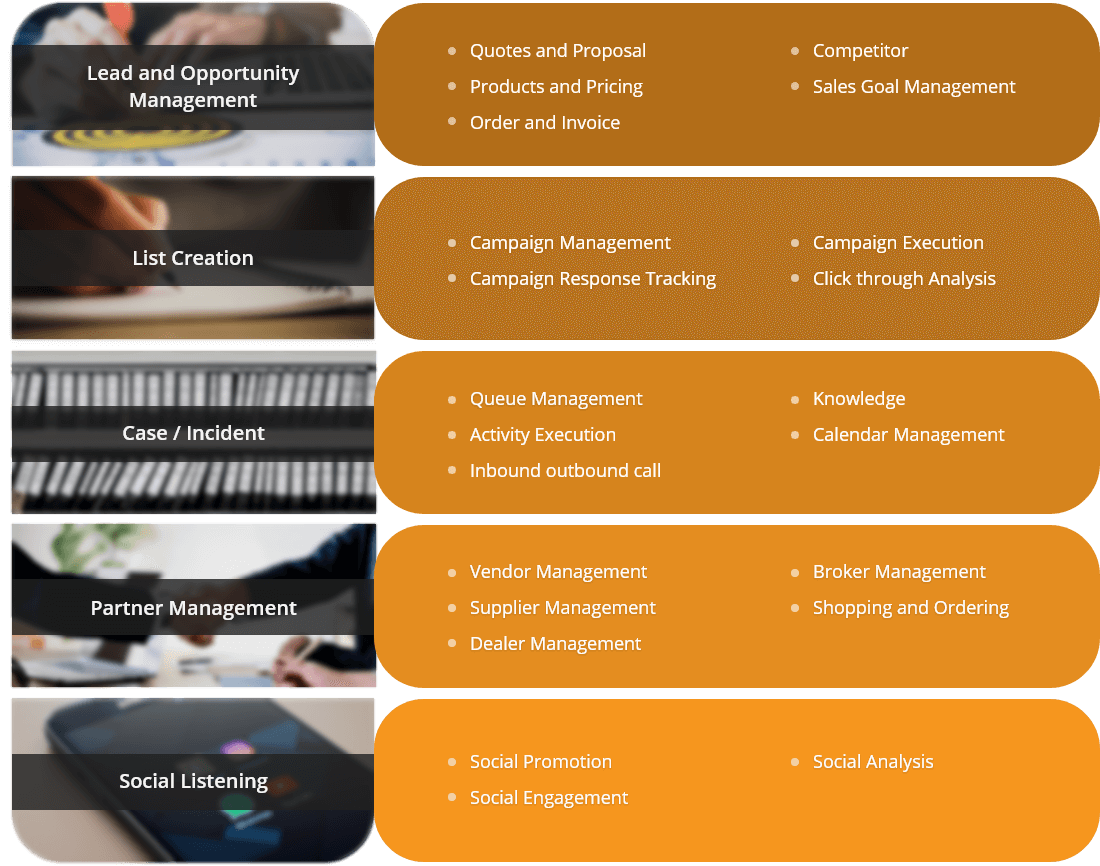 Lead and Opportunity
Management
Quotes and Proposal
Products and Pricing
Order and Invoice
Competitor
Sales Goal Management
List Creation
Campaign Management
Campaign Response Tracking
Campaign Execution
Click through Analysis
Case / Incident
Queue Management
Activity Execution
Inbound outbound call
Knowledge
Calendar Management
Partner Management
Vendor Management
Supplier Management
Dealer Management
Broker Management
Shopping and Ordering
Social Listening
Social Promotion
Social Engagement
Social Analysis